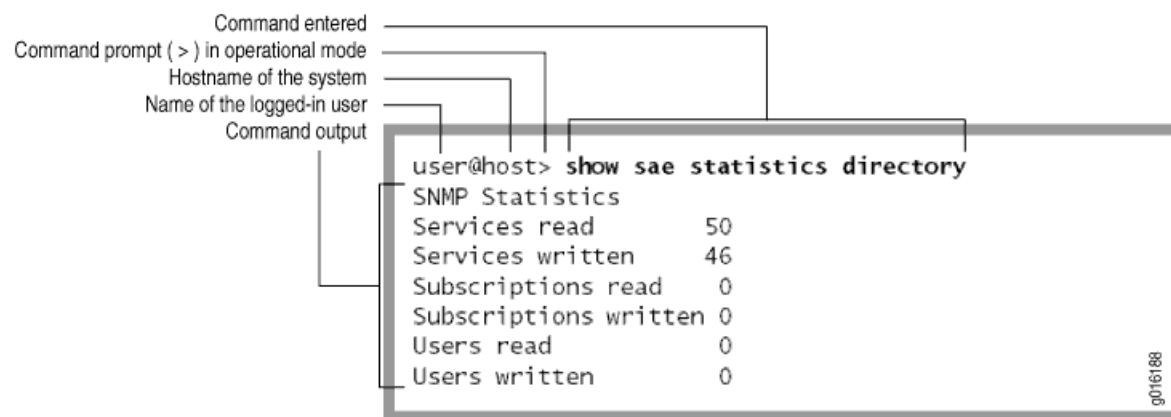 Command entered
Command prompt ( > ) in operational mode
Hostname of the system
Name of the logged-in user
Command output
user@host> show sae statistics directory
SNMP Statistics
Services read 50
Services written 46
Subscriptions read 0
Subscriptions written 0
Users read 0
Users written 0
g016188